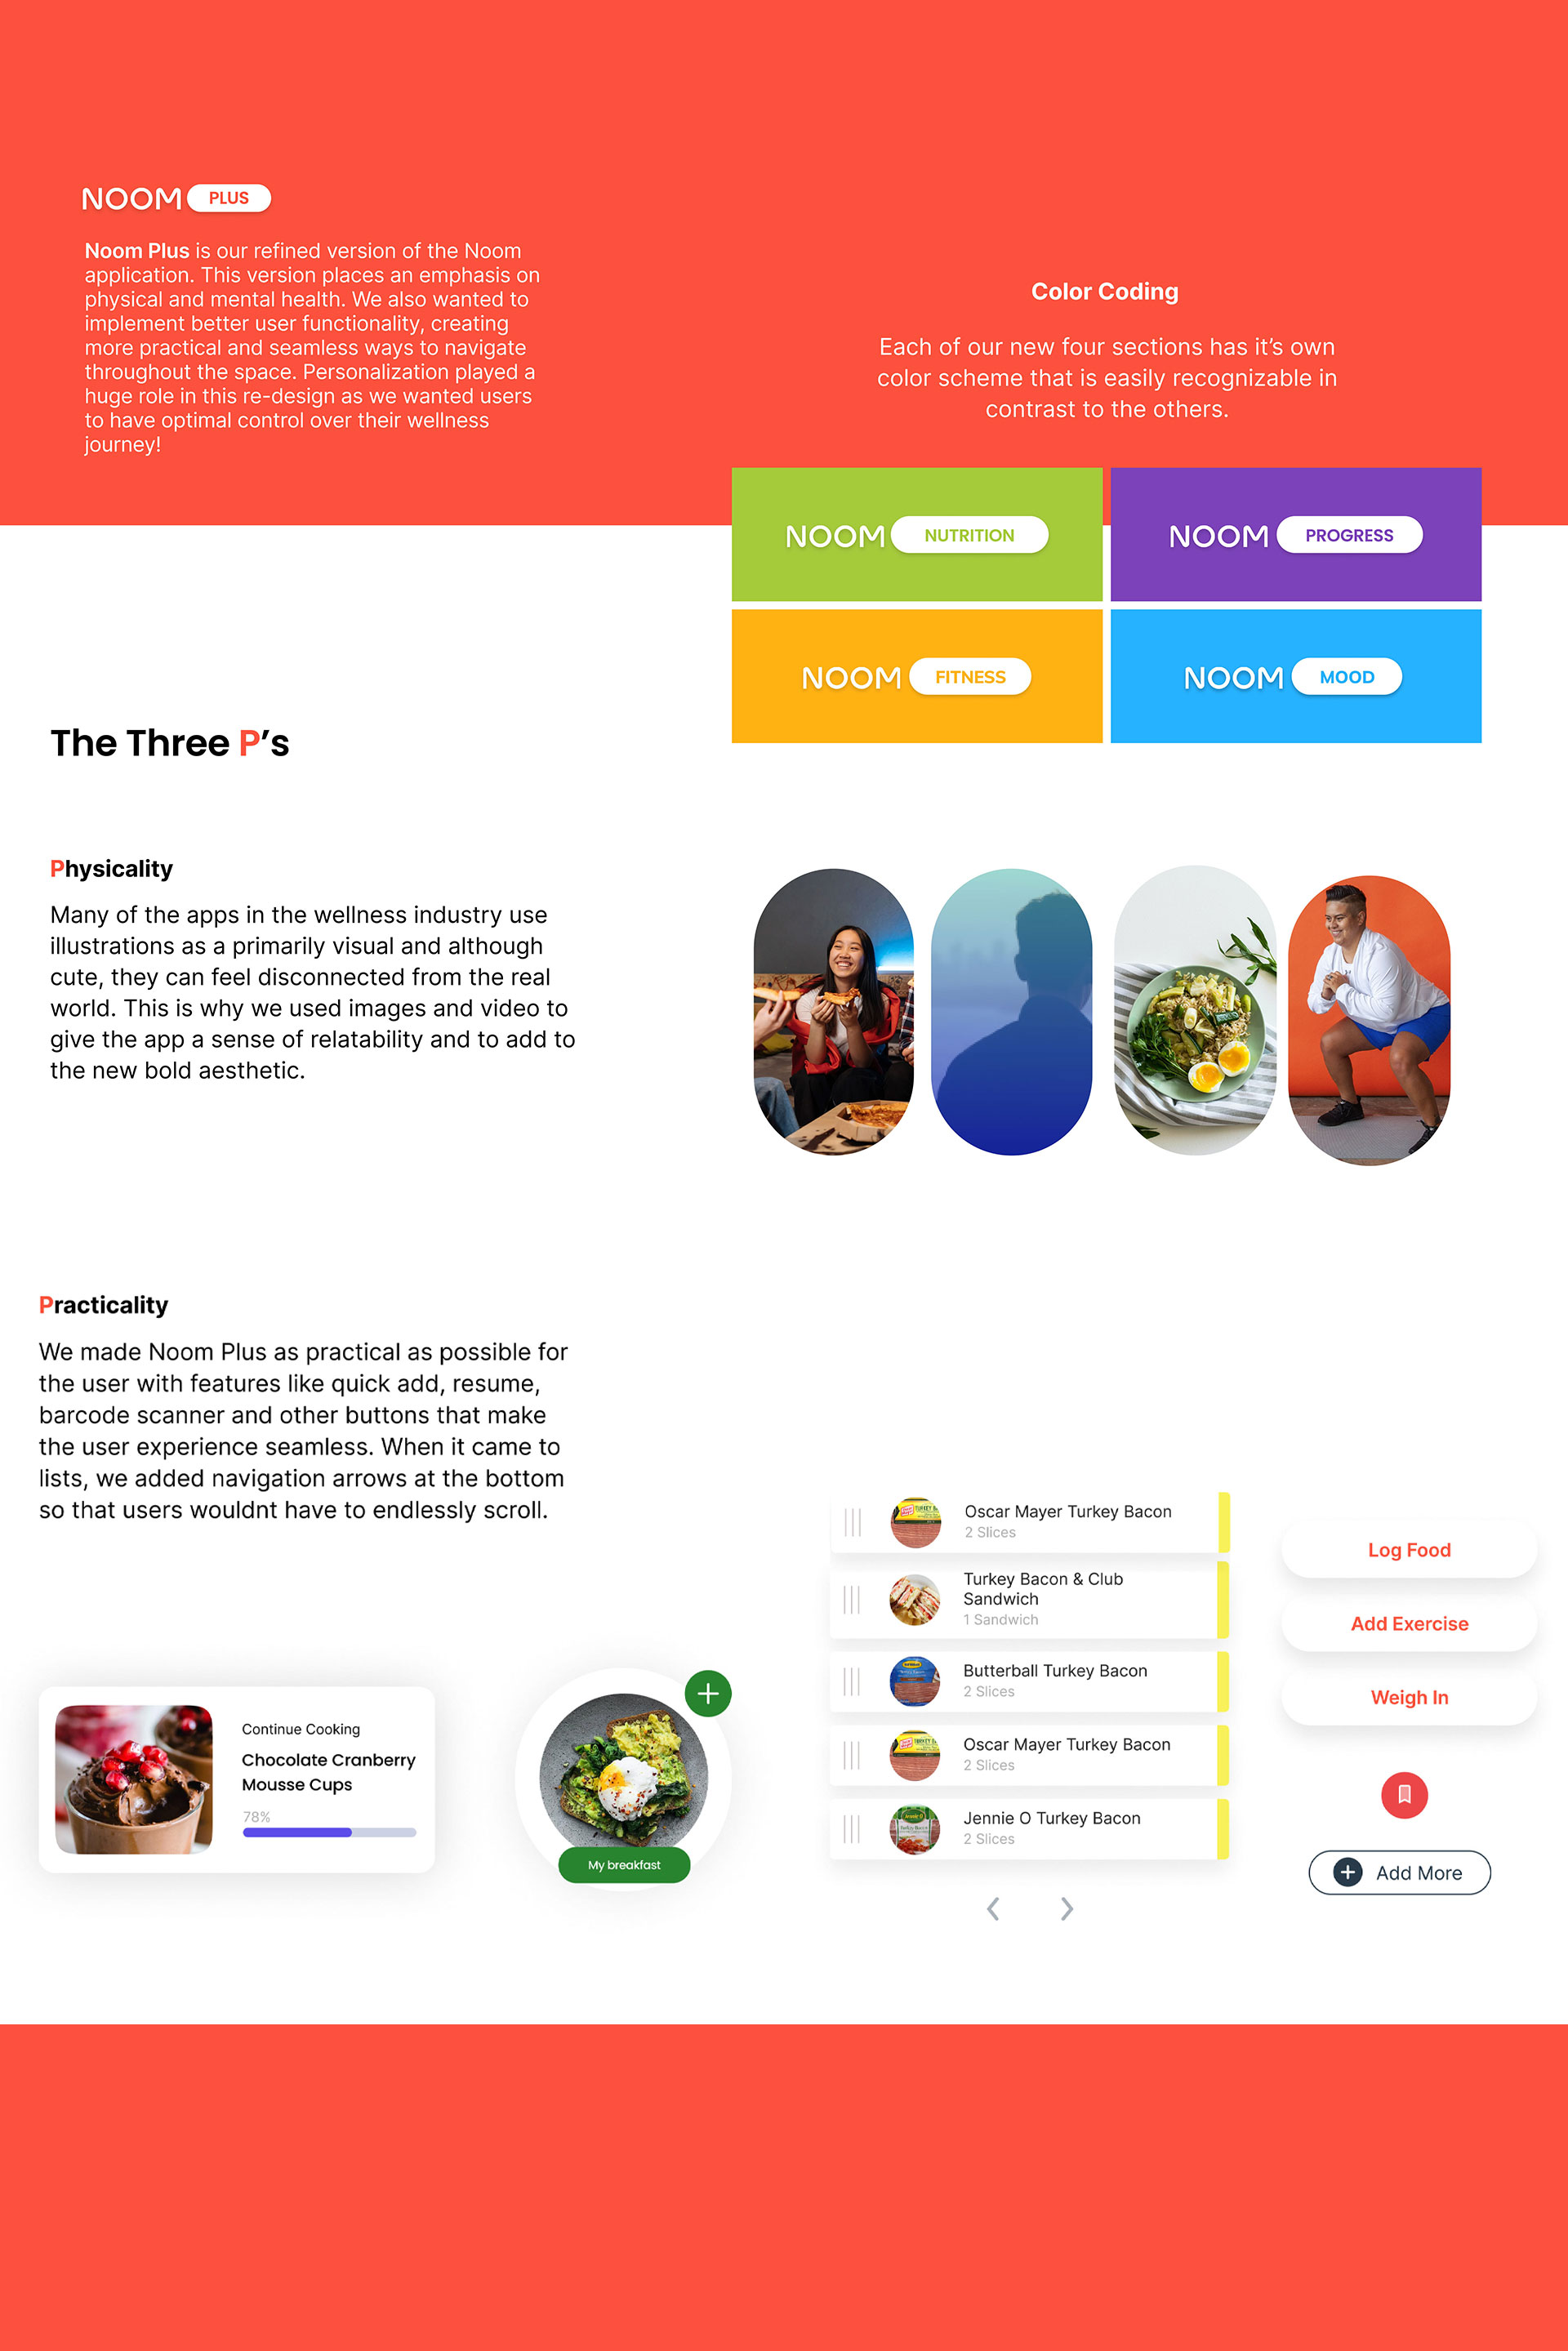 NOOM PLUS
Noom Plus is our refined version of the Noom
application. This version places an emphasis on
physical and mental health. We also wanted to
implement better user functionality, creating
more practical and seamless ways to navigate
throughout the space. Personalization played a
huge role in this re-design as we wanted users
to have optimal control over their wellness
journey!
Color Coding
Each of our new four sections has it’s own
color scheme that is easily recognizable in
contrast to the others.
NOOM NUTRITION
NOOM PROGRESS
NOOM FITNESS
NOOM MOOD
The Three P’s
Physicality
Many of the apps in the wellness industry use
illustrations as a primarily visual and although
cute, they can feel disconnected from the real
world. This is why we used images and video to
give the app a sense of relatability and to add to
the new bold aesthetic.
Practicality
We made Noom Plus as practical as possible for
the user with features like quick add, resume,
barcode scanner and other buttons that make
the user experience seamless. When it came to
lists, we added navigation arrows at the bottom
so that users wouldnt have to endlessly scroll.
Continue Cooking
Chocolate Cranberry
Mousse Cups
78%
My breakfast
Oscar Mayer Turkey Bacon
2 Slices
Turkey Bacon & Club
Sandwich
1 Sandwich
Butterball Turkey Bacon
2 Slices
Oscar Mayer Turkey Bacon
2 Slices
Jennie O Turkey Bacon
2 Slices
Log Food
Add Exercise
Weigh In
Add More